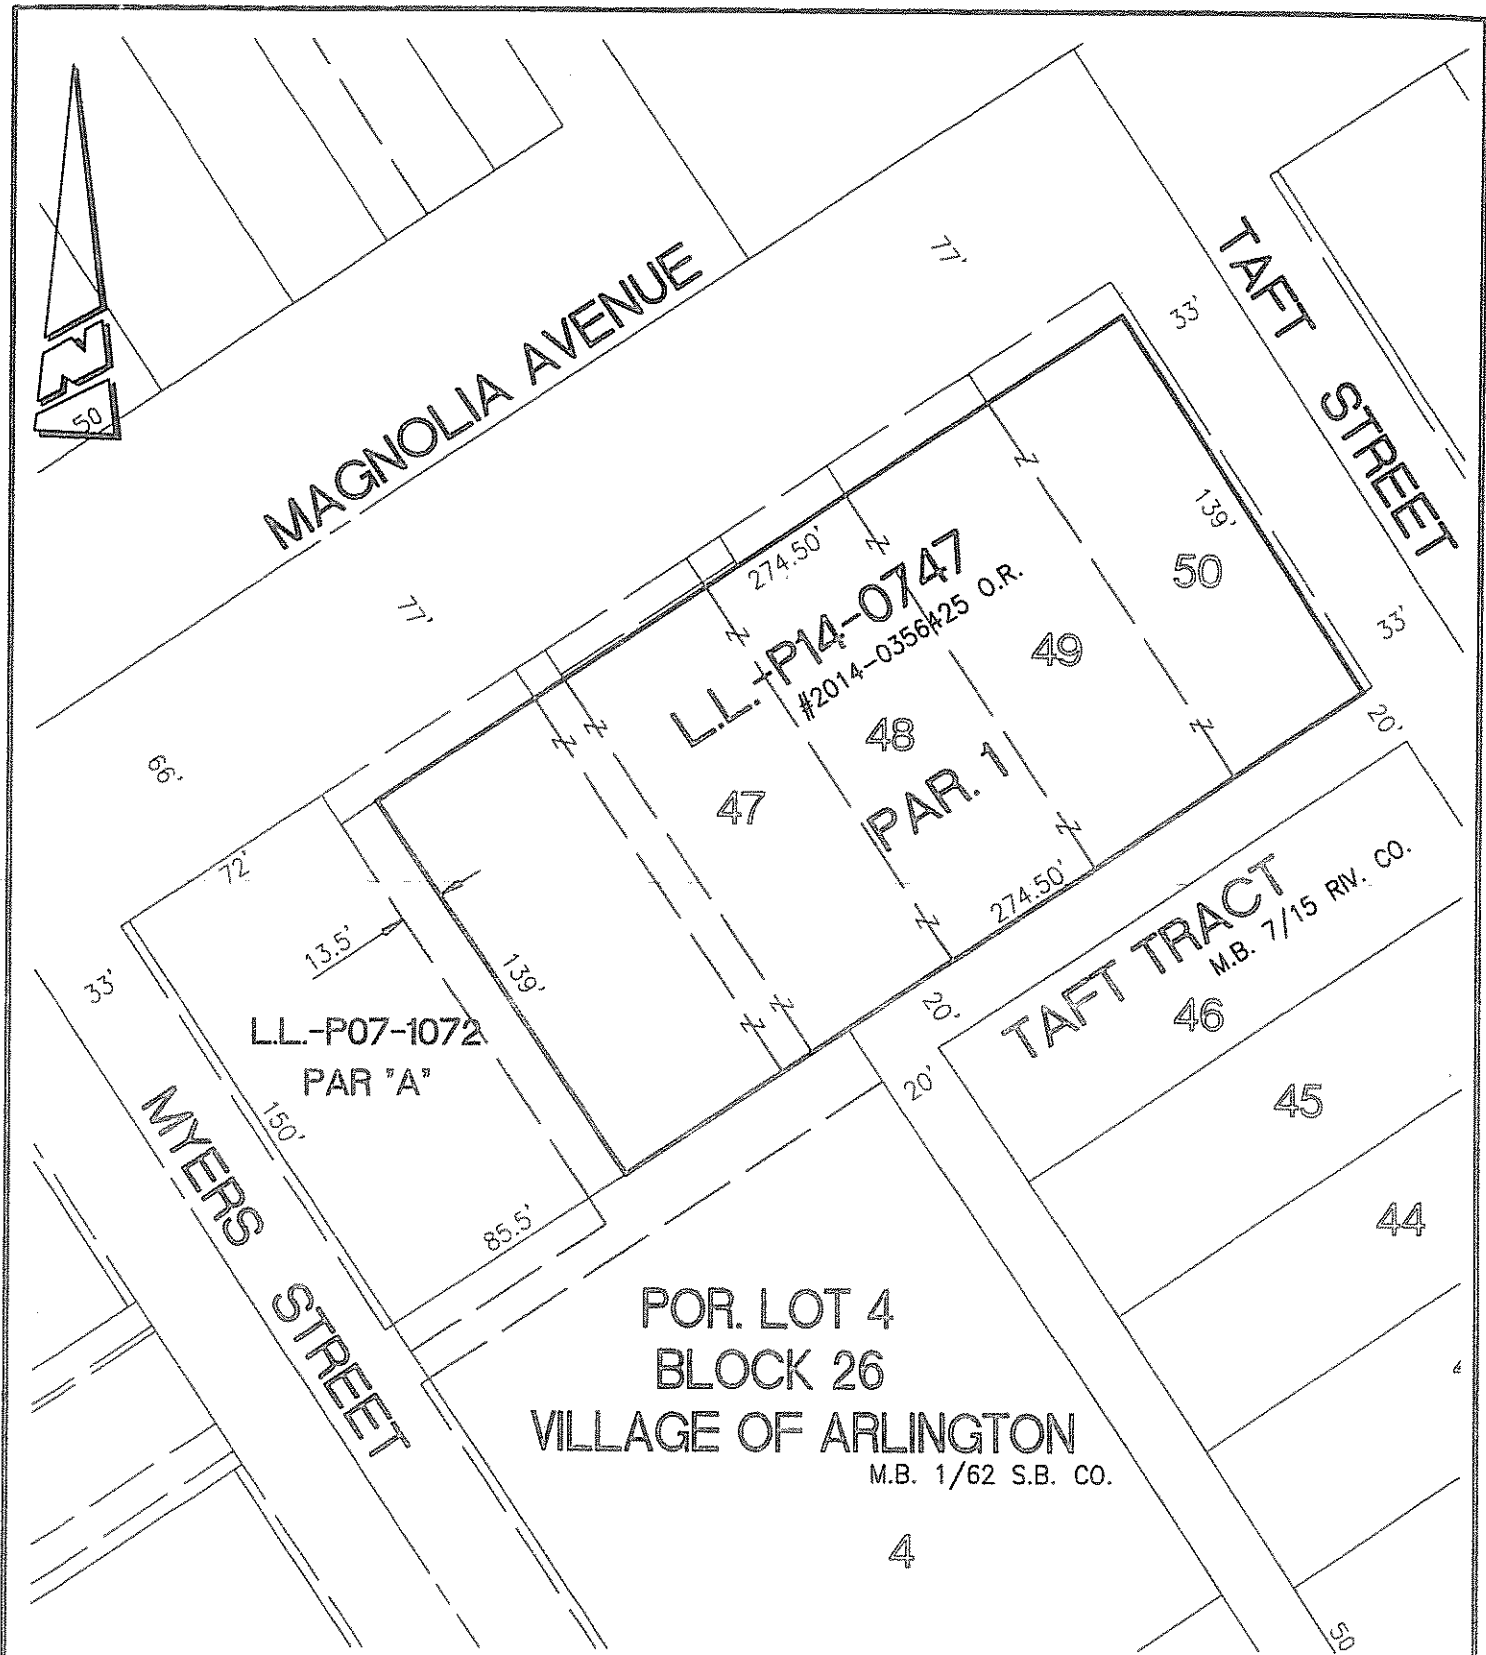 N
50
MAGNOLIA AVENUE
77'
TAFT STREET
33'
139'
274.50'
50
77'
L.L.-P14-0747
#2014-0356425 O.R.
49
33'
48
20'
66'
47
PAR. 1
72'
274.50'
TAFT TRACT
M.B. 7/15 RIV. CO.
13.5'
139'
33'
20'
46
L.L.-P07-1072
PAR "A"
20'
45
150'
MYERS STREET
85.5'
44
POR. LOT 4
BLOCK 26
VILLAGE OF ARLINGTON
M.B. 1/62 S.B. CO.
4
4
50